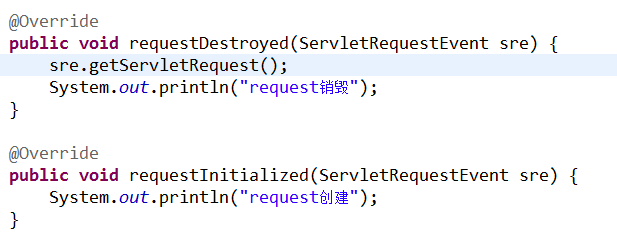 @Override
public void requestDestroyed(ServletRequestEvent sre) {
sre.getServletRequest();
System.out.println("request销毁");
}
@Override
public void requestInitialized(ServletRequestEvent sre) {
System.out.println("request创建");
}